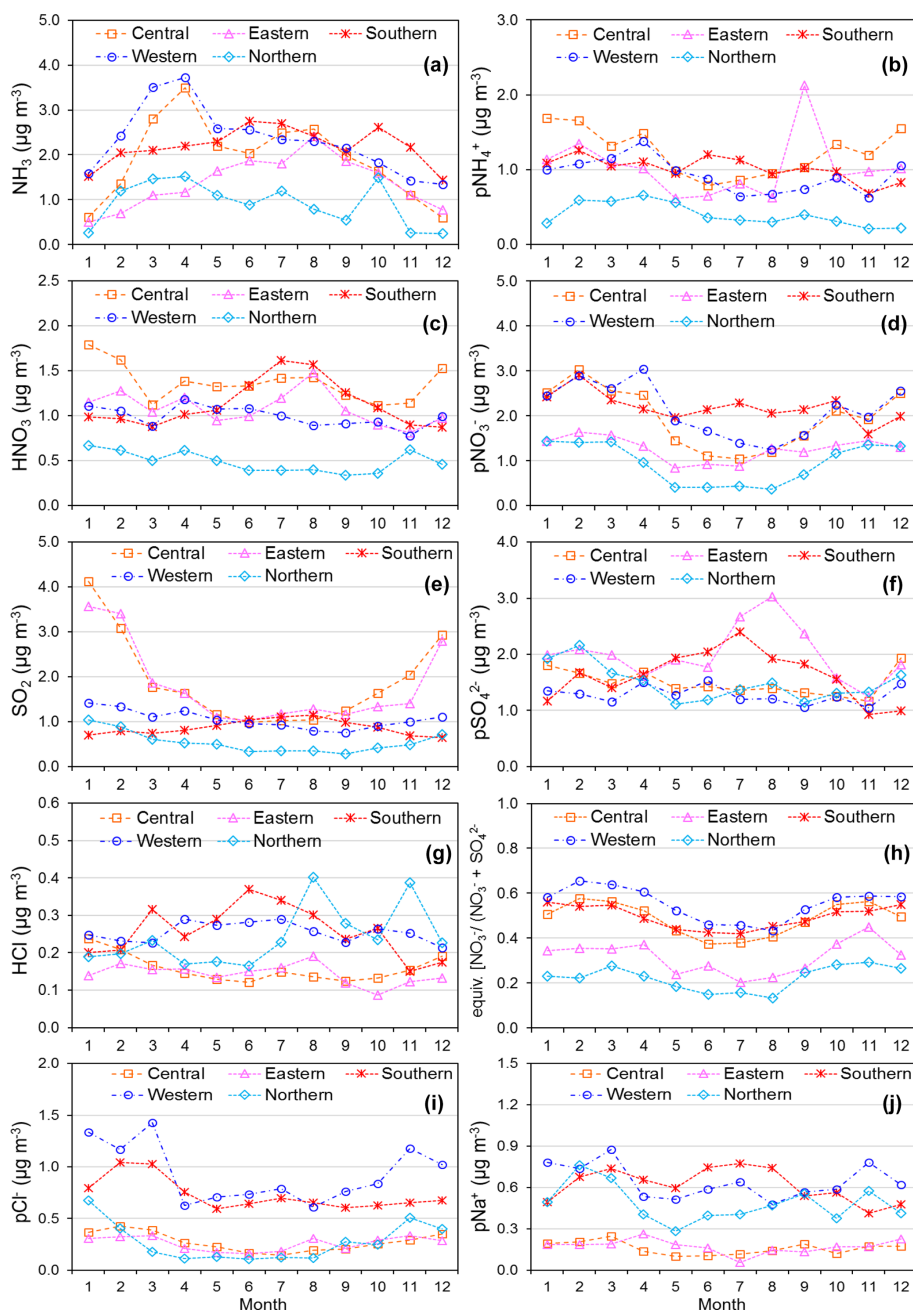 (a)
Central Eastern Southern
Western Northern
NH₃ (µg m⁻³)
5.0
4.0
3.0
2.0
1.0
0.0
1 2 3 4 5 6 7 8 9 10 11 12
(b)
Central Eastern Southern
Western Northern
pNH₄⁺ (µg m⁻³)
3.0
2.0
1.0
0.0
1 2 3 4 5 6 7 8 9 10 11 12
(c)
Central Eastern Southern
Western Northern
HNO₃ (µg m⁻³)
2.5
2.0
1.5
1.0
0.5
0.0
1 2 3 4 5 6 7 8 9 10 11 12
(d)
Central Eastern Southern
Western Northern
pNO₃⁻ (µg m⁻³)
5.0
4.0
3.0
2.0
1.0
0.0
1 2 3 4 5 6 7 8 9 10 11 12
(e)
Central Eastern Southern
Western Northern
SO₂ (µg m⁻³)
5.0
4.0
3.0
2.0
1.0
0.0
1 2 3 4 5 6 7 8 9 10 11 12
(f)
Central Eastern Southern
Western Northern
pSO₄²⁻ (µg m⁻³)
4.0
3.0
2.0
1.0
0.0
1 2 3 4 5 6 7 8 9 10 11 12
(g)
Central Eastern Southern
Western Northern
HCl (µg m⁻³)
0.6
0.5
0.4
0.3
0.2
0.1
0.0
1 2 3 4 5 6 7 8 9 10 11 12
(h)
Central Eastern Southern
Western Northern
equiv. [NO₃⁻/ (NO₃⁻ + SO₄²⁻
1.0
0.8
0.6
0.4
0.2
0.0
1 2 3 4 5 6 7 8 9 10 11 12
(i)
Central Eastern Southern
Western Northern
pCl⁻ (µg m⁻³)
2.0
1.5
1.0
0.5
0.0
1 2 3 4 5 6 7 8 9 10 11 12
Month
(j)
Central Eastern Southern
Western Northern
pNa⁺ (µg m⁻³)
1.5
1.2
0.9
0.6
0.3
0.0
1 2 3 4 5 6 7 8 9 10 11 12
Month